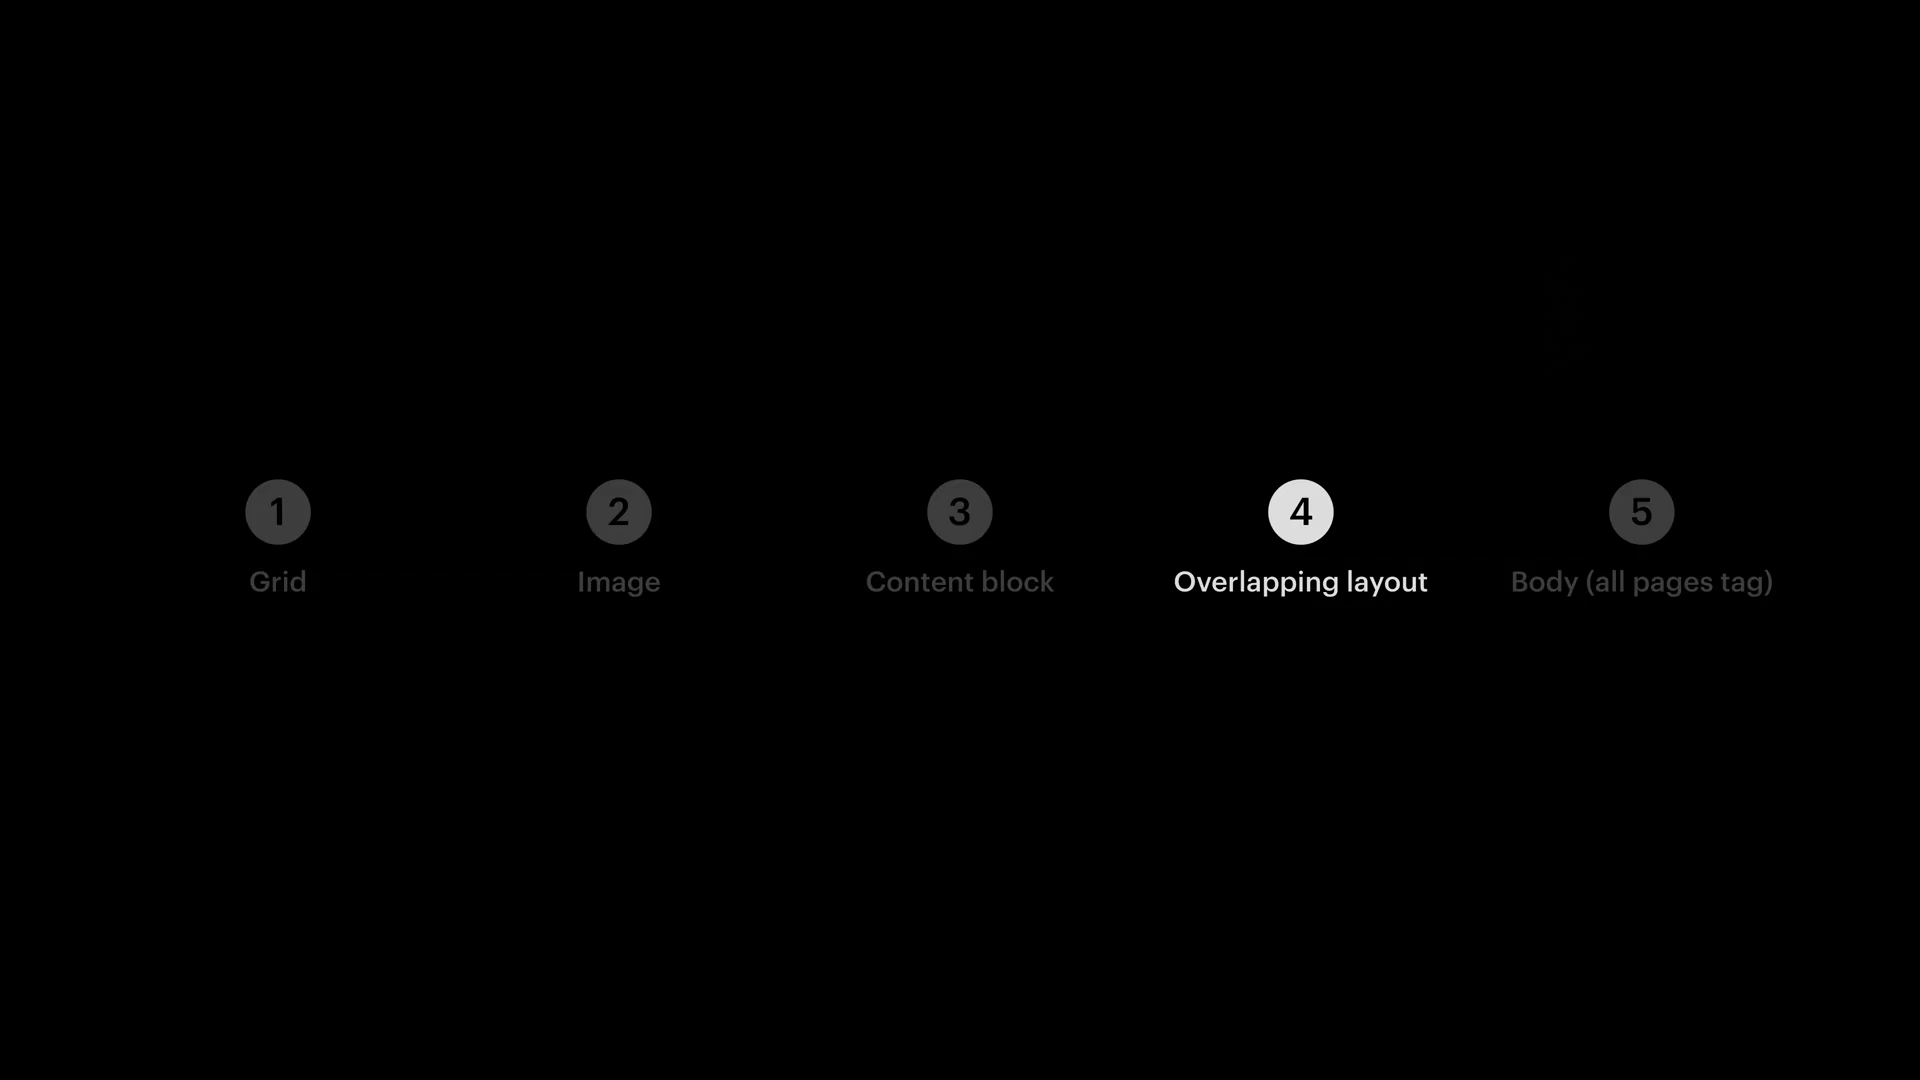 1
Grid
2
Image
3
Content block
4
Overlapping layout
5
Body (all pages tag)